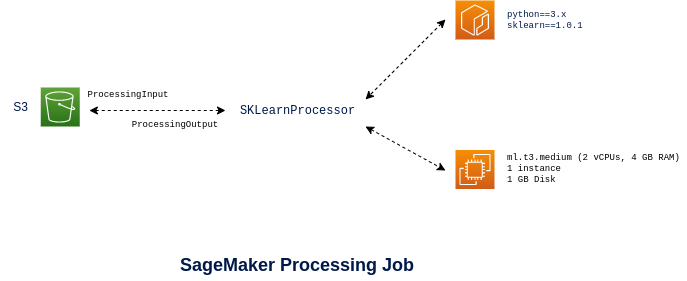 python==3.x
sklearn==1.0.1
ProcessingInput
S3
SKLearnProcessor
ProcessingOutput
ml.t3.medium (2 vCPUs, 4 GB RAM)
1 instance
1 GB Disk
SageMaker Processing Job